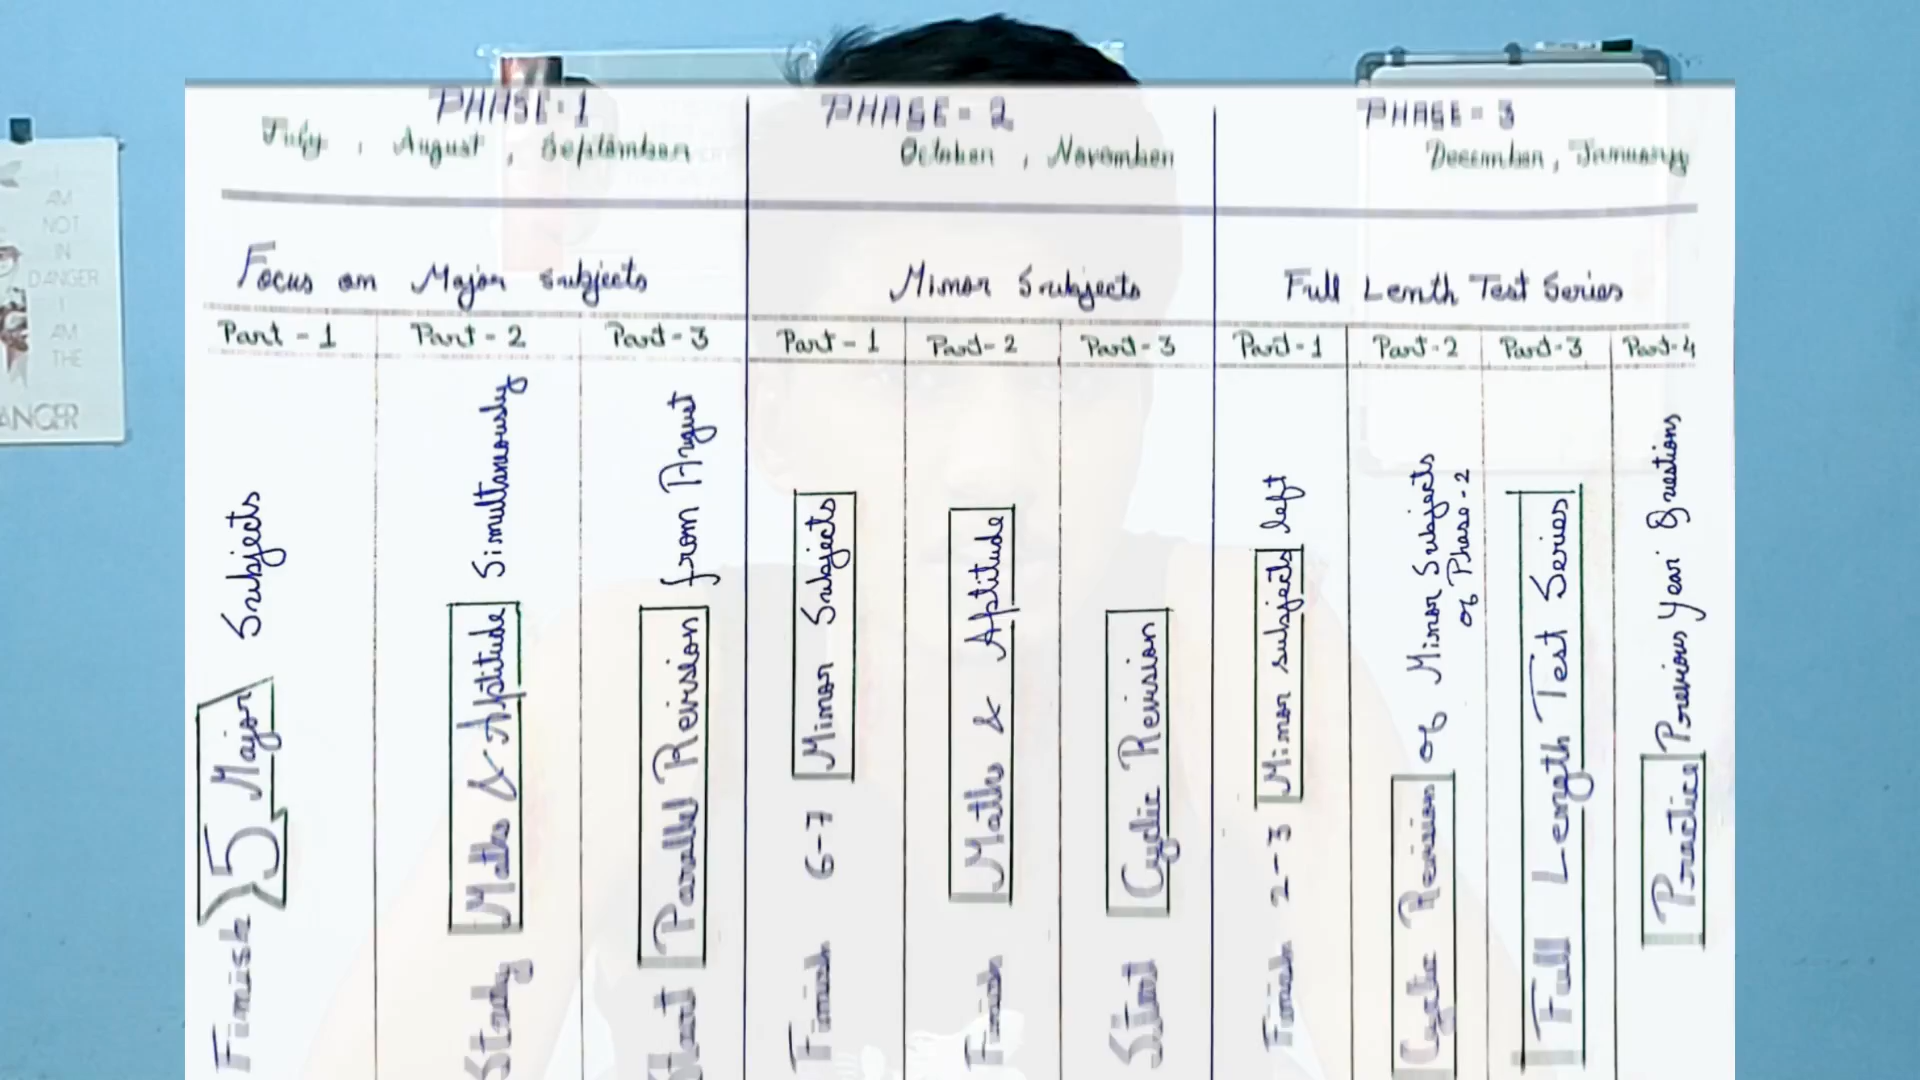 PHASE-1
July , August , September
Focus on Major subjects
Part - 1
Part - 2
Part - 3
Finish 5 Major Subjects
Study Maths & Aptitude Simultaneously
Start Parallel Revision from August
PHASE - 2
October , November
Minor Subjects
Part - 1
Part - 2
Part - 3
Finish 6-7 Minor Subjects
Finish Maths & Aptitude
Start Cyclic Revision
PHASE - 3
December, January
Full Lenth Test Series
Part - 1
Part - 2
Part - 3
Part - 4
Finish 2-3 Minor subjects left
Cyclic Revision of Minor Subjects
of Phase-2
Full Length Test Series
Practice Previous Year Questions
I
AM
NOT
IN
DANGER
I
AM
THE
DANGER